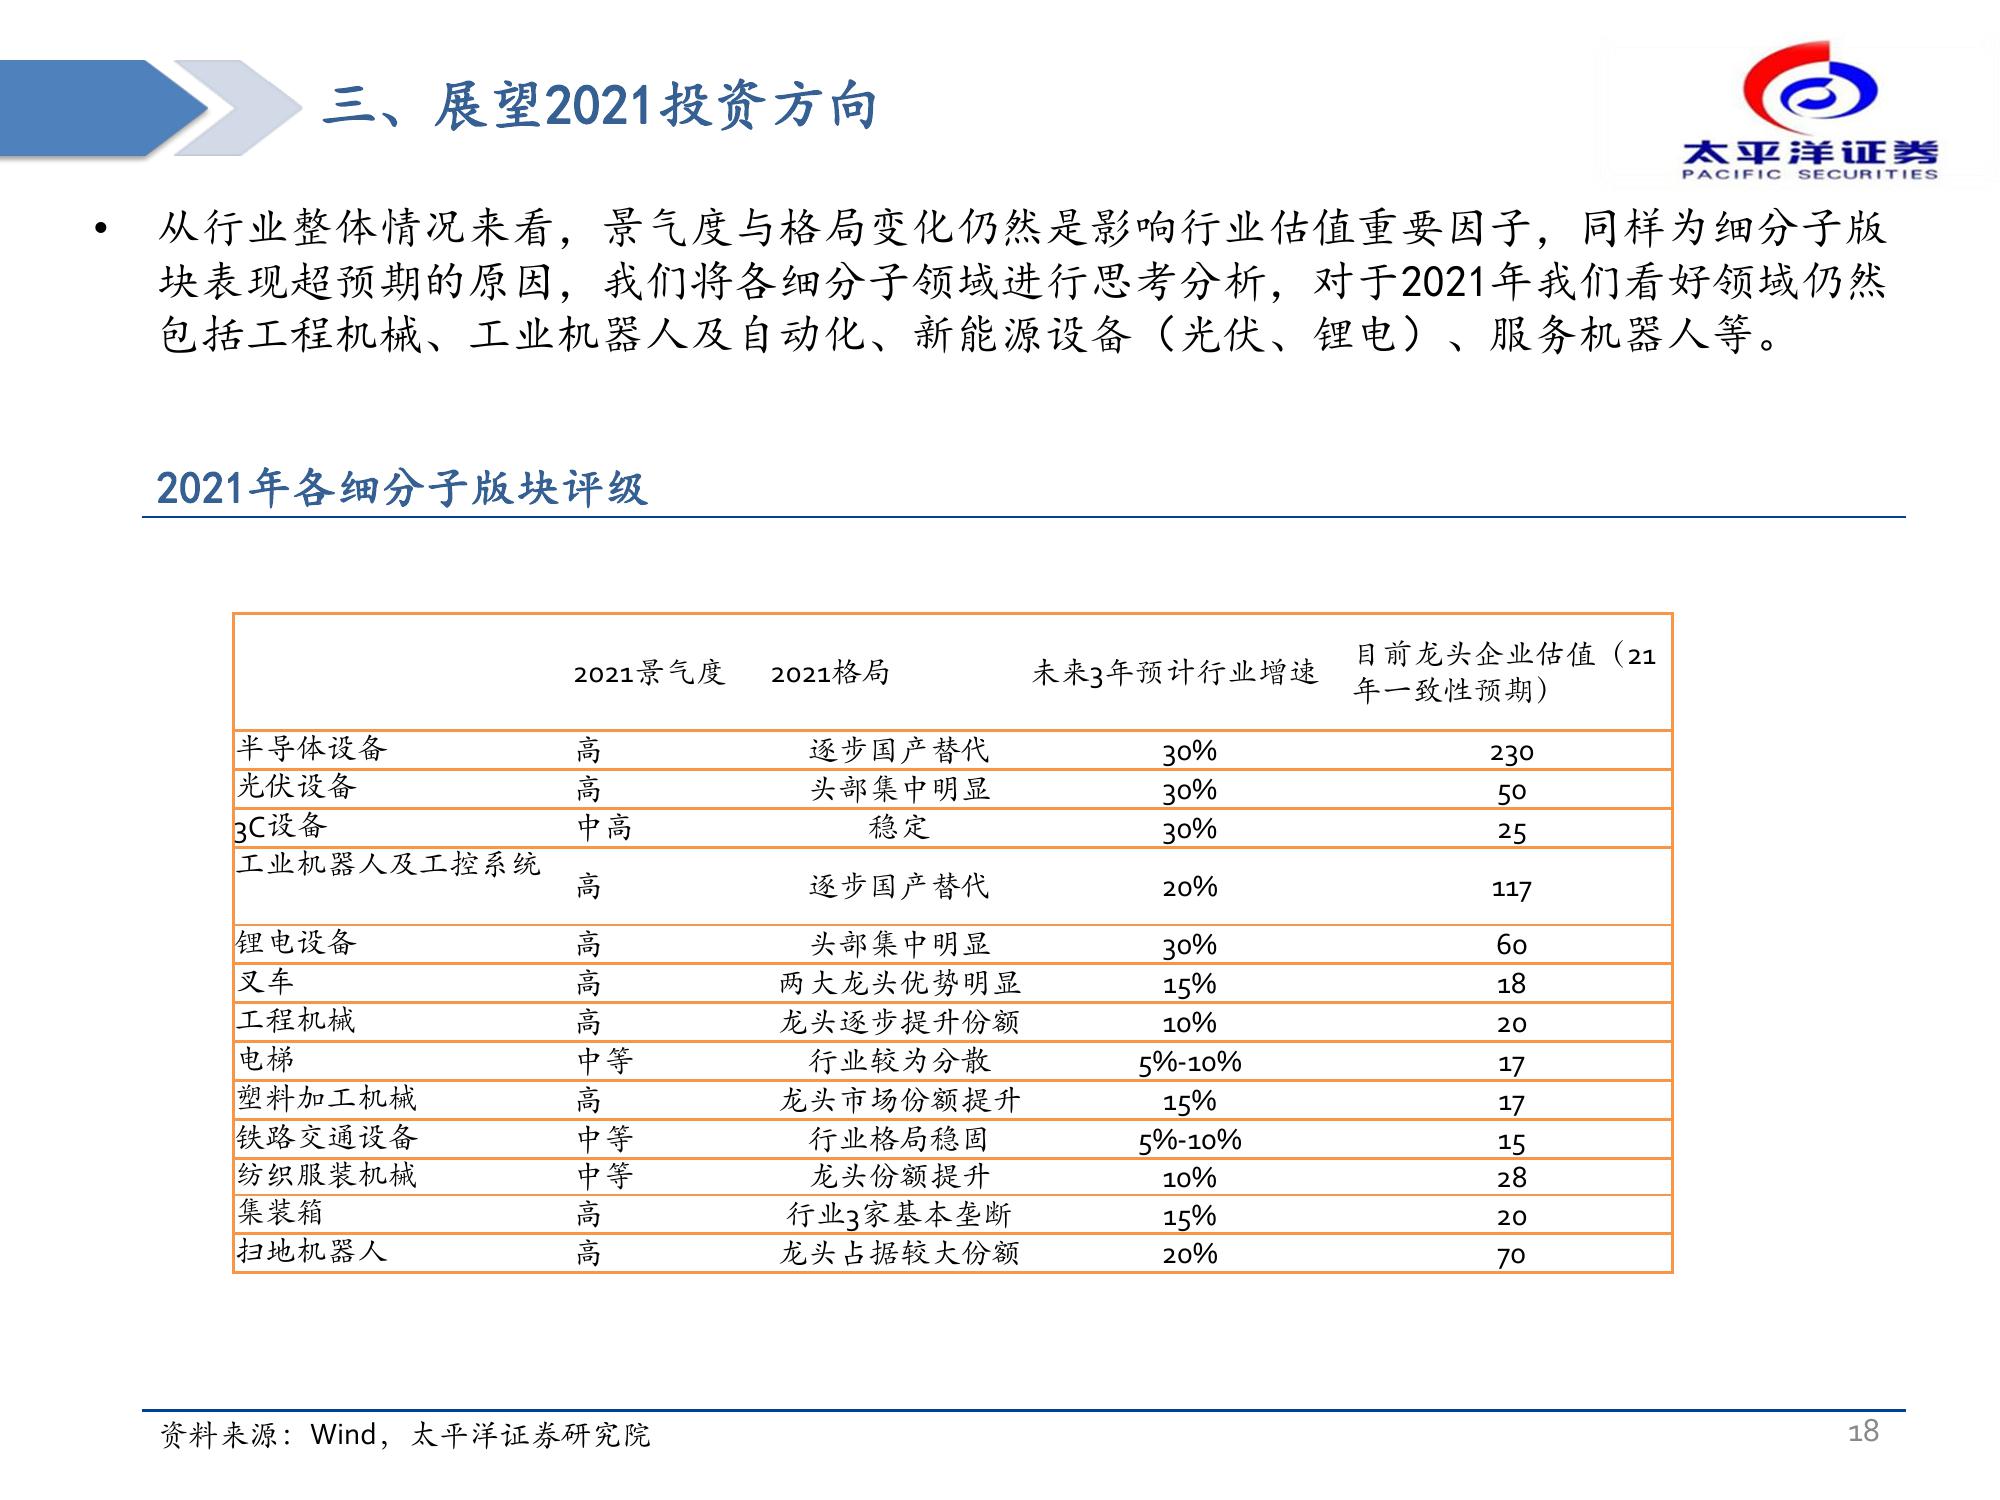 三、展望2021投资方向
太平洋证券
PACIFIC SECURITIES
• 从行业整体情况来看，景气度与格局变化仍然是影响行业估值重要因子，同样为细分子版
块表现超预期的原因，我们将各细分子领域进行思考分析，对于2021年我们看好领域仍然
包括工程机械、工业机器人及自动化、新能源设备（光伏、锂电）、服务机器人等。
2021年各细分子版块评级
2021景气度 2021格局 未来3年预计行业增速 目前龙头企业估值（21
年一致性预期）
半导体设备 高 逐步国产替代 30% 230
光伏设备 高 头部集中明显 30% 50
3C设备 中高 稳定 30% 25
工业机器人及工控系统 高 逐步国产替代 20% 117
锂电设备 高 头部集中明显 30% 60
叉车 高 两大龙头优势明显 15% 18
工程机械 高 龙头逐步提升份额 10% 20
电梯 中等 行业较为分散 5%-10% 17
塑料加工机械 高 龙头市场份额提升 15% 17
铁路交通设备 中等 行业格局稳固 5%-10% 15
纺织服装机械 中等 龙头份额提升 10% 28
集装箱 高 行业3家基本垄断 15% 20
扫地机器人 高 龙头占据较大份额 20% 70
资料来源：Wind，太平洋证券研究院
18